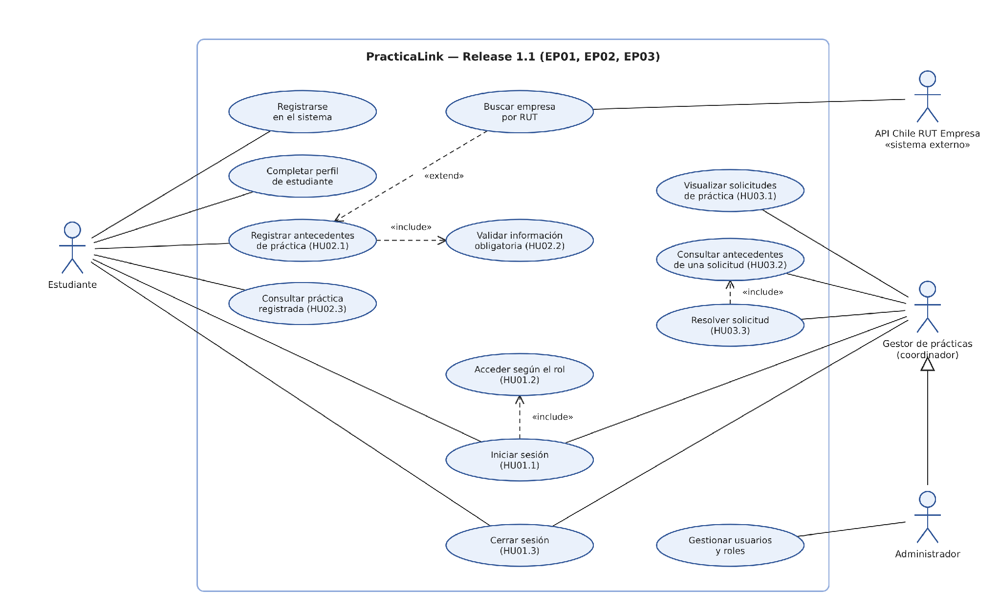 PracticaLink — Release 1.1 (EP01, EP02, EP03)
Registrarse
en el sistema
Buscar empresa
por RUT
API Chile RUT Empresa
«sistema externo»
Completar perfil
de estudiante
«extend»
Visualizar solicitudes
de práctica (HU03.1)
Registrar antecedentes
de práctica (HU02.1)
«include»
Validar información
obligatoria (HU02.2)
Consultar antecedentes
de una solicitud (HU03.2)
Estudiante
«include»
Consultar práctica
registrada (HU02.3)
Resolver solicitud
(HU03.3)
Gestor de prácticas
(coordinador)
Acceder según el rol
(HU01.2)
«include»
Iniciar sesión
(HU01.1)
Cerrar sesión
(HU01.3)
Gestionar usuarios
y roles
Administrador